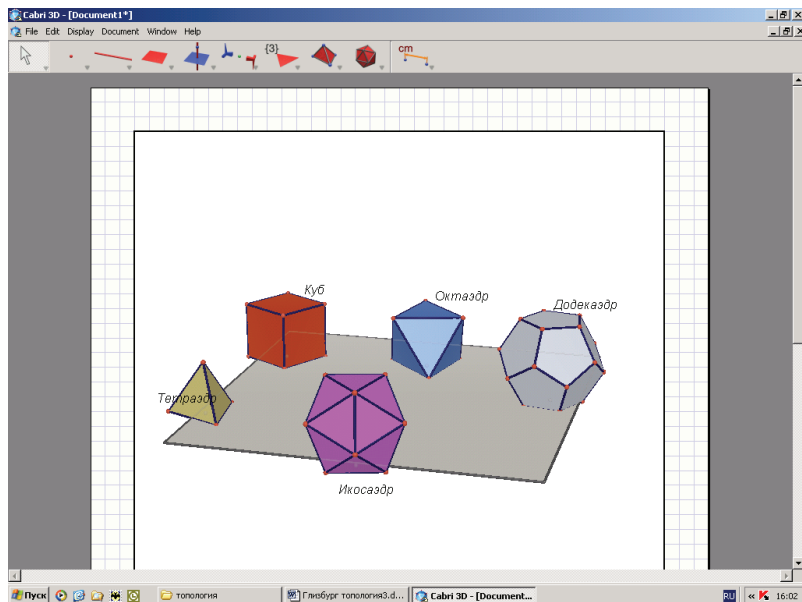 Cabri 3D - [Document1*]
File Edit Display Document Window Help
{3} cm
Куб
Октаэдр
Додекаэдр
Тетраэдр
Икосаэдр
Пуск топология Глизбург топология3.d... Cabri 3D - [Document... RU « K 16:02